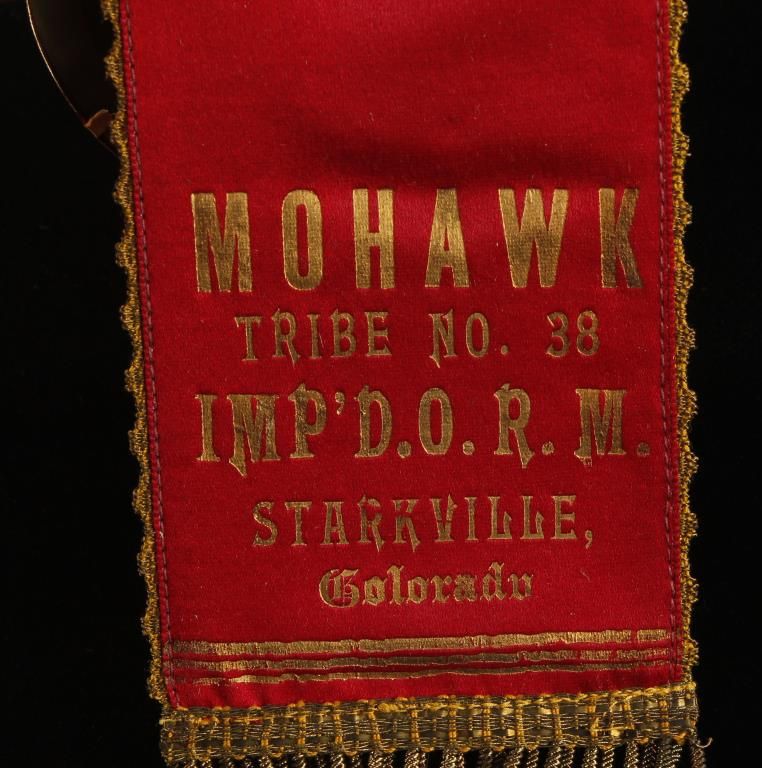 MOHAWK
TRIBE NO. 38
IMP'D.O.R.M.
STARKVILLE,
Colorado